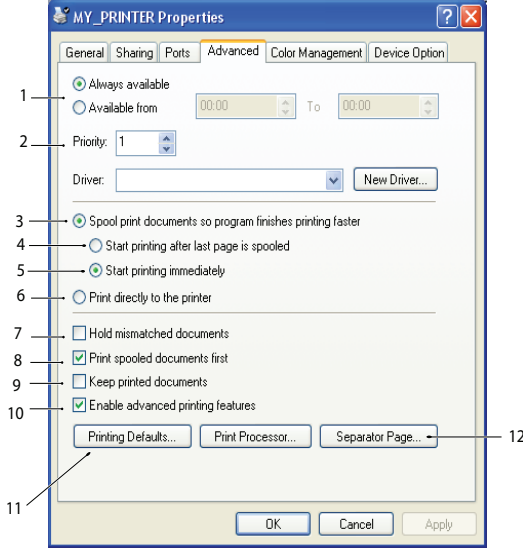 MY_PRINTER Properties
General Sharing Ports Advanced Color Management Device Option
1 Always available
Available from 00:00 To 00:00
2 Priority: 1
Driver: New Driver...
3 Spool print documents so program finishes printing faster
4 Start printing after last page is spooled
5 Start printing immediately
6 Print directly to the printer
7 Hold mismatched documents
8 Print spooled documents first
9 Keep printed documents
10 Enable advanced printing features
Printing Defaults... Print Processor... Separator Page... 12
11
OK Cancel Apply